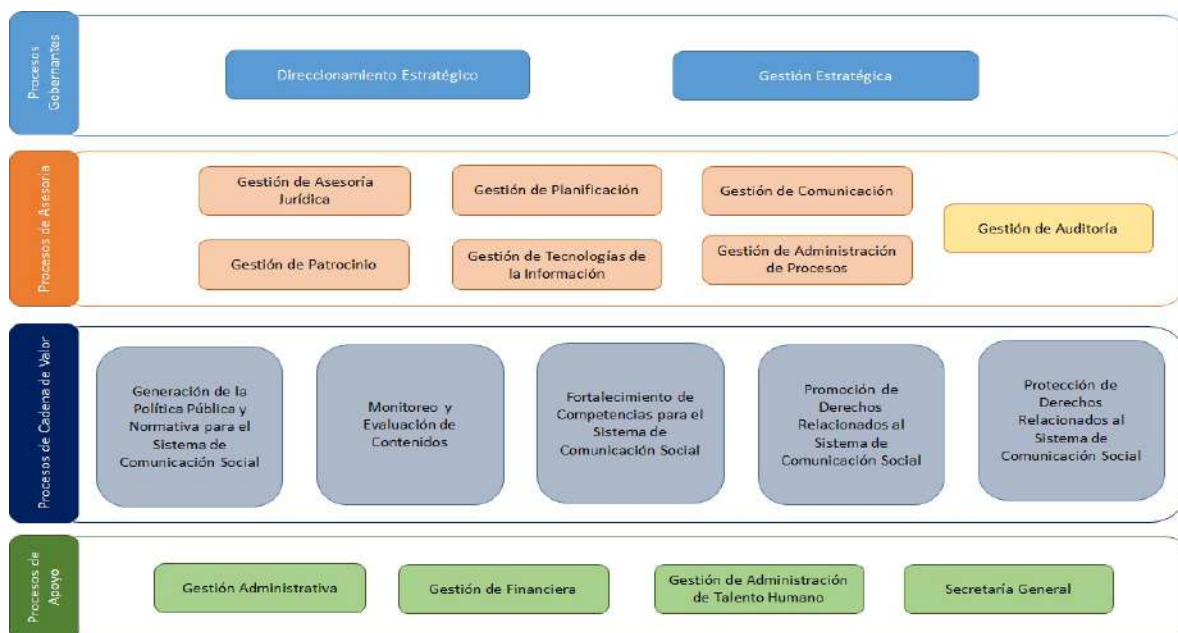 Procesos
Gobernantes
Direccionamiento Estratégico
Gestión Estratégica
Procesos de Asesoría
Gestión de Asesoría
Jurídica
Gestión de Planificación
Gestión de Comunicación
Gestión de Auditoría
Gestión de Patrocinio
Gestión de Tecnologías de
la Información
Gestión de Administración
de Procesos
Procesos de Cadena de Valor
Generación de la
Política Pública y
Normativa para el
Sistema de
Comunicación Social
Monitoreo y
Evaluación de
Contenidos
Fortalecimiento de
Competencias para el
Sistema de
Comunicación Social
Promoción de
Derechos
Relacionados al
Sistema de
Comunicación Social
Protección de
Derechos
Relacionados al
Sistema de
Comunicación Social
Procesos de
Apoyo
Gestión Administrativa
Gestión de Financiera
Gestión de Administración
de Talento Humano
Secretaría General